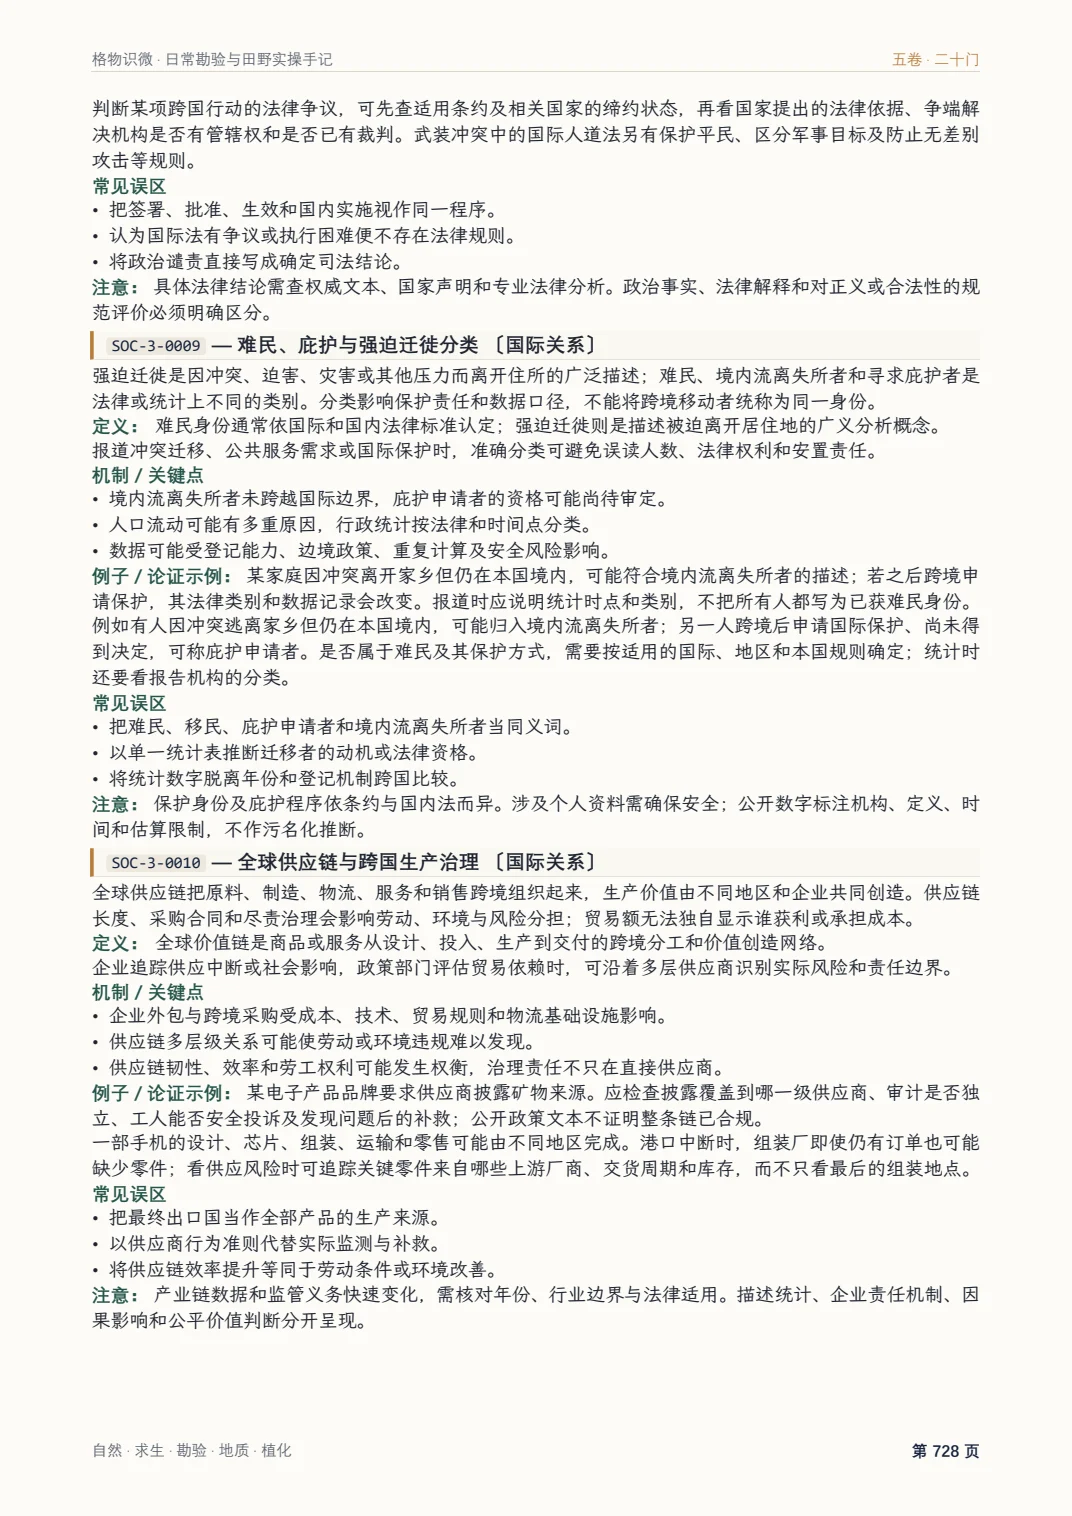 格物识微 · 日常勘验与田野实操手记
五卷 · 二十门
判断某项跨国行动的法律争议，可先查适用条约及相关国家的缔约状态，再看国家提出的法律依据、争端解
决机构是否有管辖权和是否已有裁判。武装冲突中的国际人道法另有保护平民、区分军事目标及防止无差别
攻击等规则。
常见误区
• 把签署、批准、生效和国内实施视作同一程序。
• 认为国际法有争议或执行困难便不存在法律规则。
• 将政治谴责直接写成确定司法结论。
注意： 具体法律结论需查权威文本、国家声明和专业法律分析。政治事实、法律解释和对正义或合法性的规
范评价必须明确区分。
SOC-3-0009 — 难民、庇护与强迫迁徙分类 〔国际关系〕
强迫迁徙是因冲突、迫害、灾害或其他压力而离开住所的广泛描述；难民、境内流离失所者和寻求庇护者是
法律或统计上不同的类别。分类影响保护责任和数据口径，不能将跨境移动者统称为同一身份。
定义： 难民身份通常依国际和国内法律标准认定；强迫迁徙则是描述被迫离开居住地的广义分析概念。
报道冲突迁移、公共服务需求或国际保护时，准确分类可避免误读人数、法律权利和安置责任。
机制 / 关键点
• 境内流离失所者未跨越国际边界，庇护申请者的资格可能尚待审定。
• 人口流动可能有多重原因，行政统计按法律和时间点分类。
• 数据可能受登记能力、边境政策、重复计算及安全风险影响。
例子 / 论证示例： 某家庭因冲突离开家乡但仍在本国境内，可能符合境内流离失所者的描述；若之后跨境申
请保护，其法律类别和数据记录会改变。报道时应说明统计时点和类别，不把所有人都写为已获难民身份。
例如有人因冲突逃离家乡但仍在本国境内，可能归入境内流离失所者；另一人跨境后申请国际保护、尚未得
到决定，可称庇护申请者。是否属于难民及其保护方式，需要按适用的国际、地区和本国规则确定；统计时
还要看报告机构的分类。
常见误区
• 把难民、移民、庇护申请者和境内流离失所者当同义词。
• 以单一统计表推断迁移者的动机或法律资格。
• 将统计数字脱离年份和登记机制跨国比较。
注意： 保护身份及庇护程序依条约与国内法而异。涉及个人资料需确保安全；公开数字标注机构、定义、时
间和估算限制，不作污名化推断。
SOC-3-0010 — 全球供应链与跨国生产治理 〔国际关系〕
全球供应链把原料、制造、物流、服务和销售跨境组织起来，生产价值由不同地区和企业共同创造。供应链
长度、采购合同和尽责治理会影响劳动、环境与风险分担；贸易额无法独自显示谁获利或承担成本。
定义： 全球价值链是商品或服务从设计、投入、生产到交付的跨境分工和价值创造网络。
企业追踪供应中断或社会影响，政策部门评估贸易依赖时，可沿着多层供应商识别实际风险和责任边界。
机制 / 关键点
• 企业外包与跨境采购受成本、技术、贸易规则和物流基础设施影响。
• 供应链多层级关系可能使劳动或环境违规难以发现。
• 供应链韧性、效率和劳工权利可能发生权衡，治理责任不只在直接供应商。
例子 / 论证示例： 某电子产品品牌要求供应商披露矿物来源。应检查披露覆盖到哪一级供应商、审计是否独
立、工人能否安全投诉及发现问题后的补救；公开政策文本不证明整条链已合规。
一部手机的设计、芯片、组装、运输和零售可能由不同地区完成。港口中断时，组装厂即使仍有订单也可能
缺少零件；看供应风险时可追踪关键零件来自哪些上游厂商、交货周期和库存，而不只看最后的组装地点。
常见误区
• 把最终出口国当作全部产品的生产来源。
• 以供应商行为准则代替实际监测与补救。
• 将供应链效率提升等同于劳动条件或环境改善。
注意： 产业链数据和监管义务快速变化，需核对年份、行业边界与法律适用。描述统计、企业责任机制、因
果影响和公平价值判断分开呈现。
自然 · 求生 · 勘验 · 地质 · 植化
第 728 页